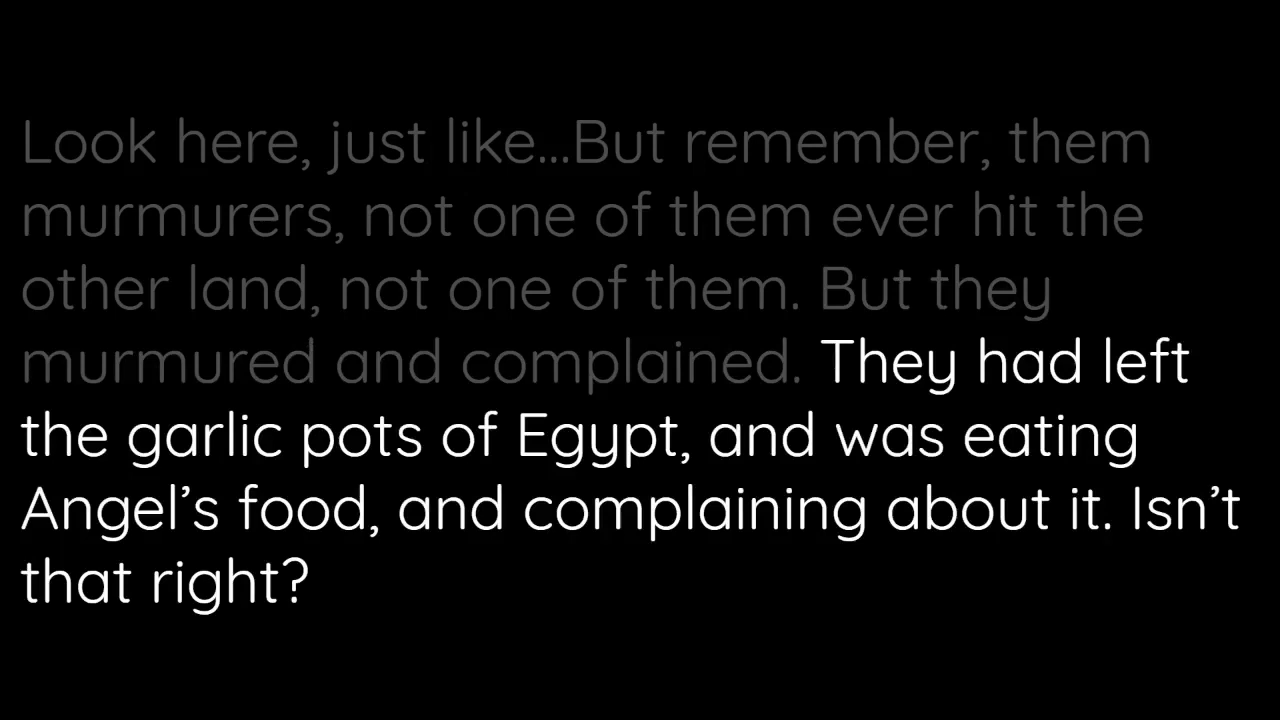 Look here, just like...But remember, them
murmurers, not one of them ever hit the
other land, not one of them. But they
murmured and complained. They had left
the garlic pots of Egypt, and was eating
Angel’s food, and complaining about it. Isn’t
that right?